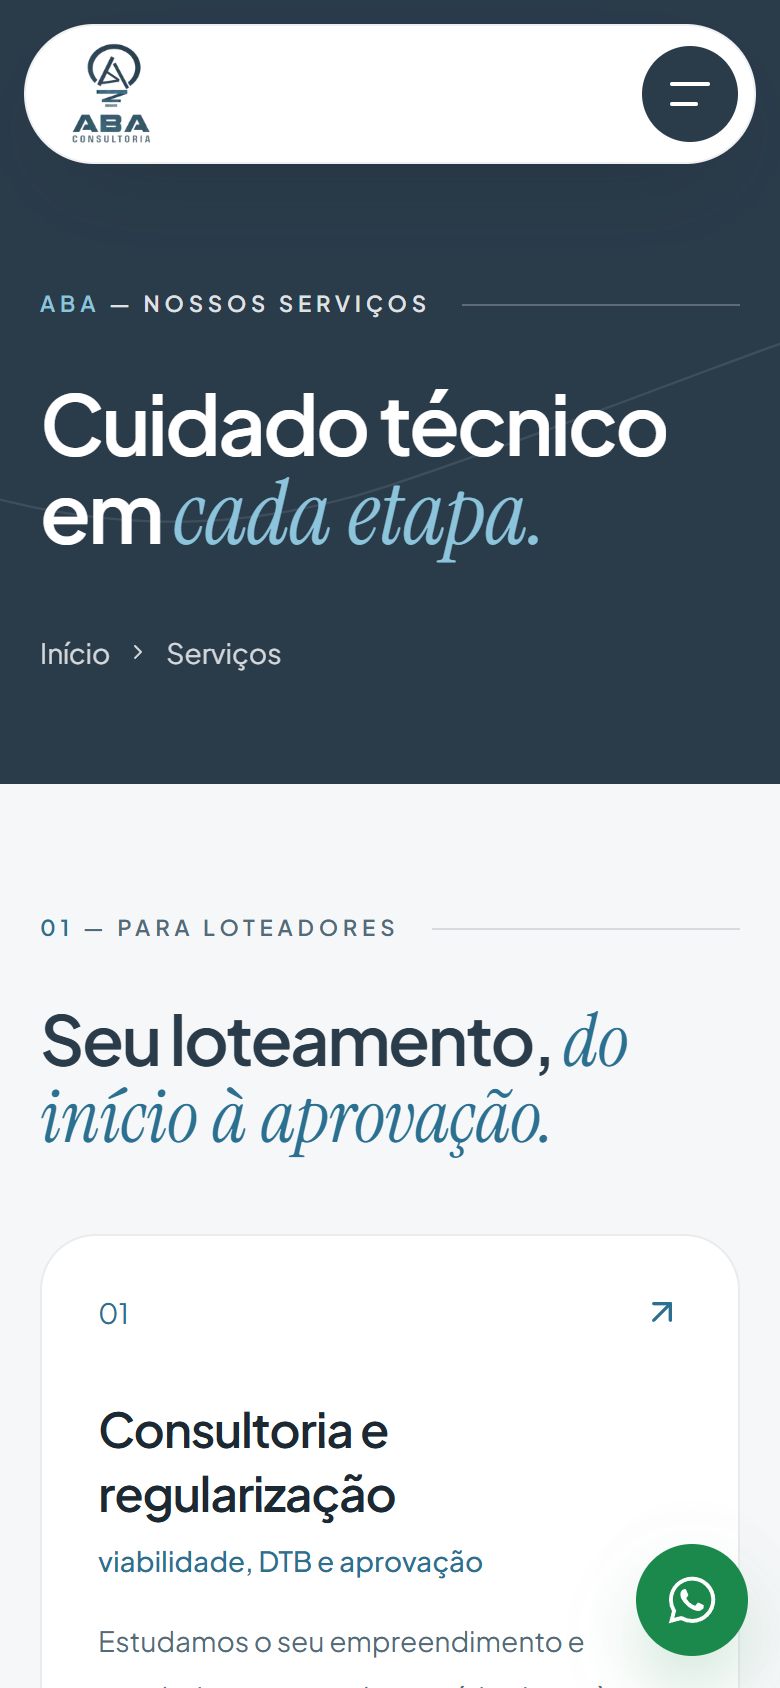 ABA
CONSULTORIA
ABA — NOSSOS SERVIÇOS
Cuidado técnico
em cada etapa.
Início > Serviços
01 — PARA LOTEADORES
Seu loteamento, do
início à aprovação.
01
Consultoria e
regularização
viabilidade, DTB e aprovação
Estudamos o seu empreendimento e